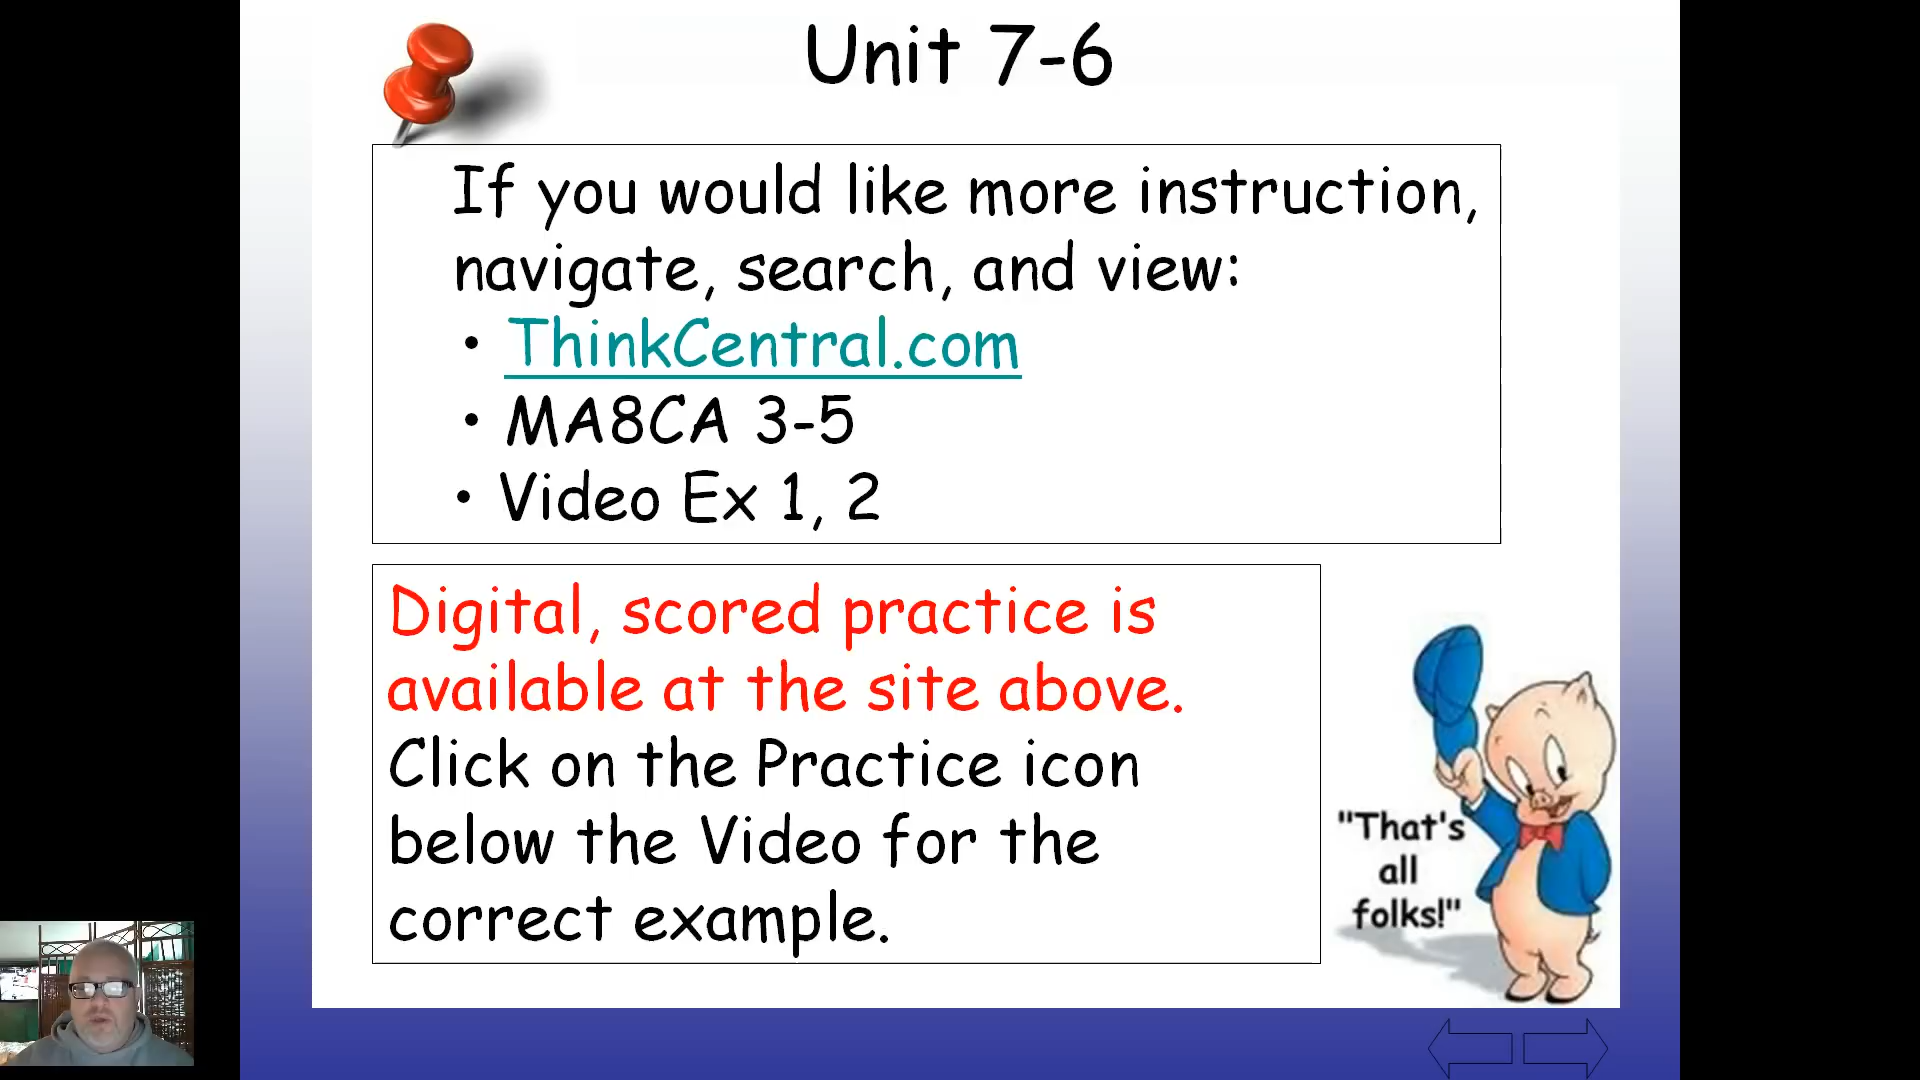 Unit 7-6
If you would like more instruction,
navigate, search, and view:
• ThinkCentral.com
• MA8CA 3-5
• Video Ex 1, 2
Digital, scored practice is
available at the site above.
Click on the Practice icon
below the Video for the
correct example.
"That's
all
folks!"